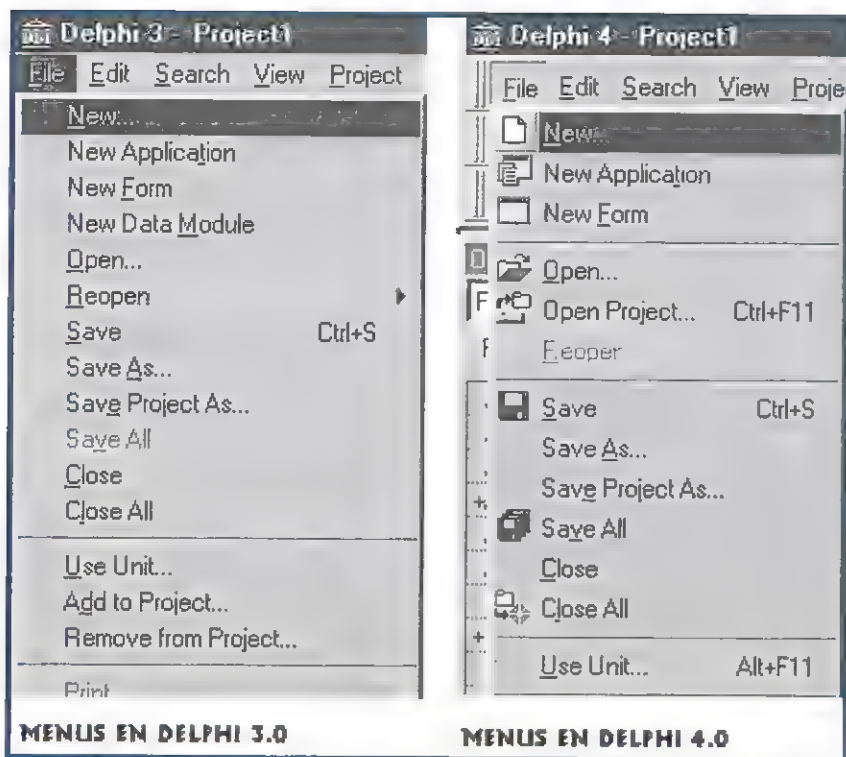 Delphi 3 - Project1
File Edit Search View Project
New...
New Application
New Form
New Data Module
Open...
Reopen
Save Ctrl+S
Save As...
Save Project As...
Save All
Close
Close All
Use Unit...
Add to Project...
Remove from Project...
Print
MENUS EN DELPHI 3.0
Delphi 4 - Project1
File Edit Search View Proje
New...
New Application
New Form
Open...
Open Project... Ctrl+F11
Reopen
Save Ctrl+S
Save As...
Save Project As...
Save All
Close
Close All
Use Unit... Alt+F11
MENUS EN DELPHI 4.0